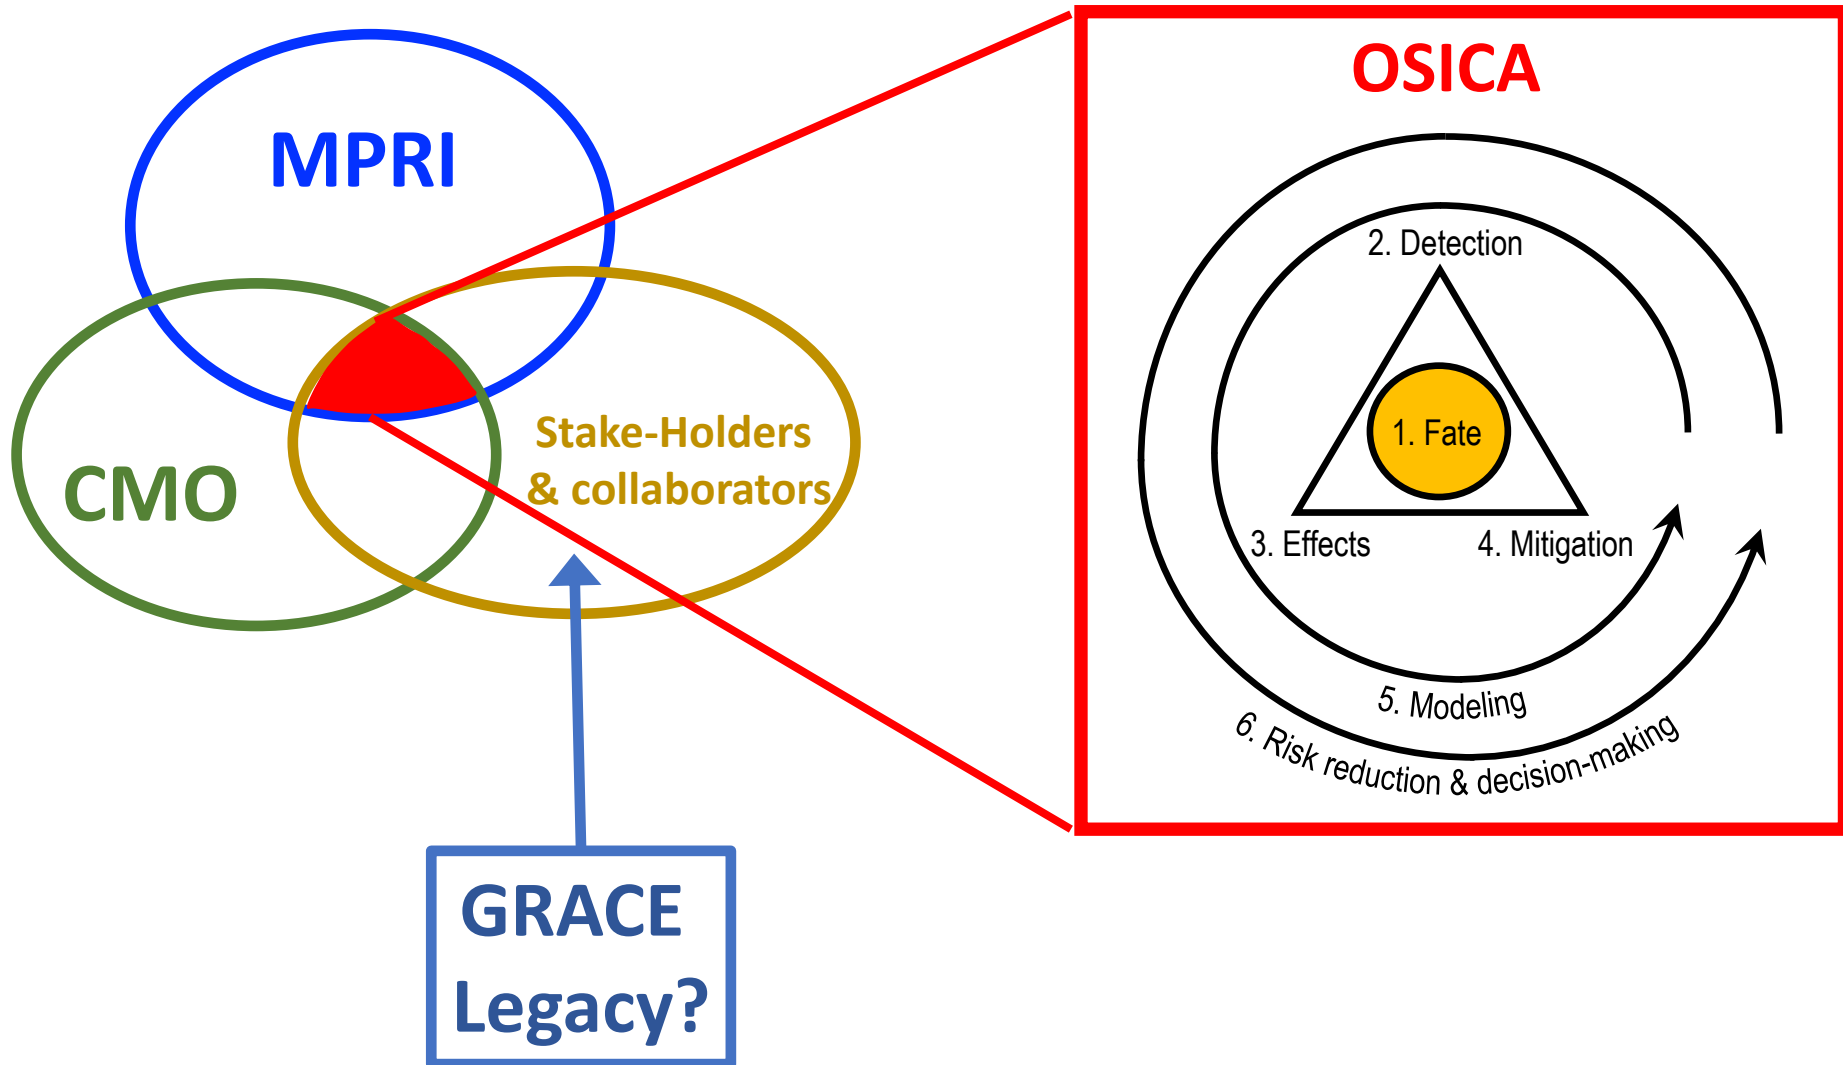 MPRI
CMO
Stake-Holders
& collaborators
GRACE
Legacy?
OSICA
2. Detection
1. Fate
3. Effects
4. Mitigation
5. Modeling
6. Risk reduction & decision-making